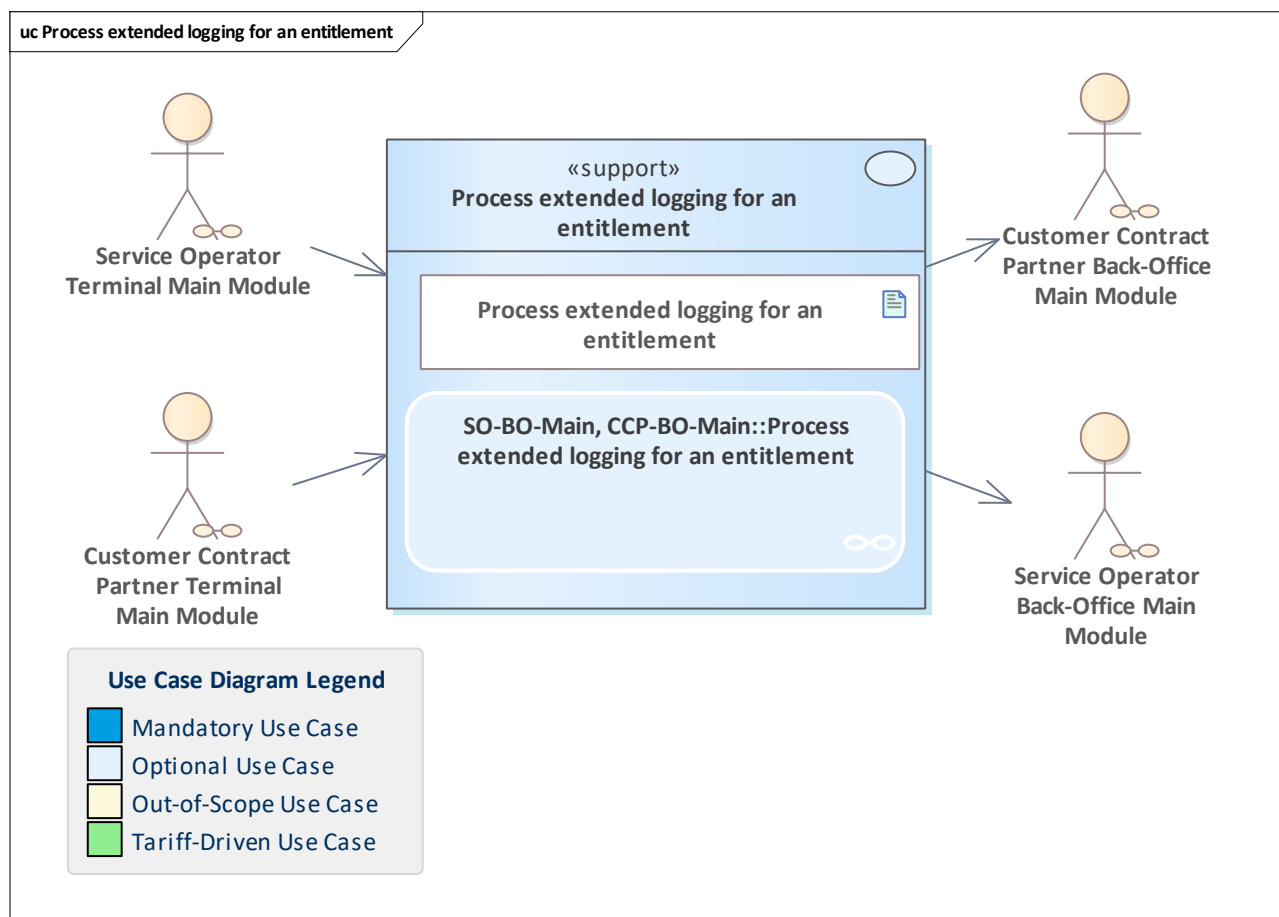 uc Process extended logging for an entitlement
«support»
Process extended logging for an
entitlement
Process extended logging for an
entitlement
SO-BO-Main, CCP-BO-Main::Process
extended logging for an entitlement
Service Operator
Terminal Main Module
Customer Contract
Partner Terminal
Main Module
Customer Contract
Partner Back-Office
Main Module
Service Operator
Back-Office Main
Module
Use Case Diagram Legend
Mandatory Use Case
Optional Use Case
Out-of-Scope Use Case
Tariff-Driven Use Case